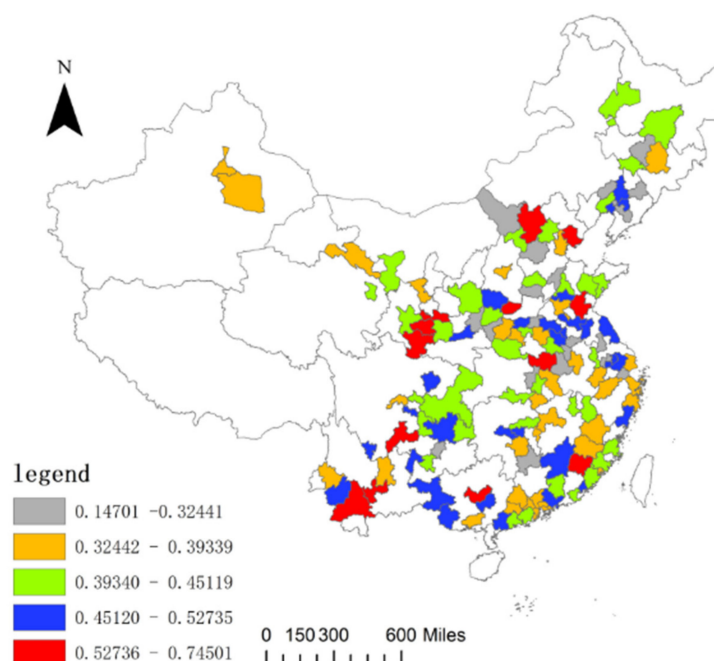 N
legend
0.14701 -0.32441
0.32442 - 0.39339
0.39340 - 0.45119
0.45120 - 0.52735
0.52736 - 0.74501
0 150 300 600 Miles